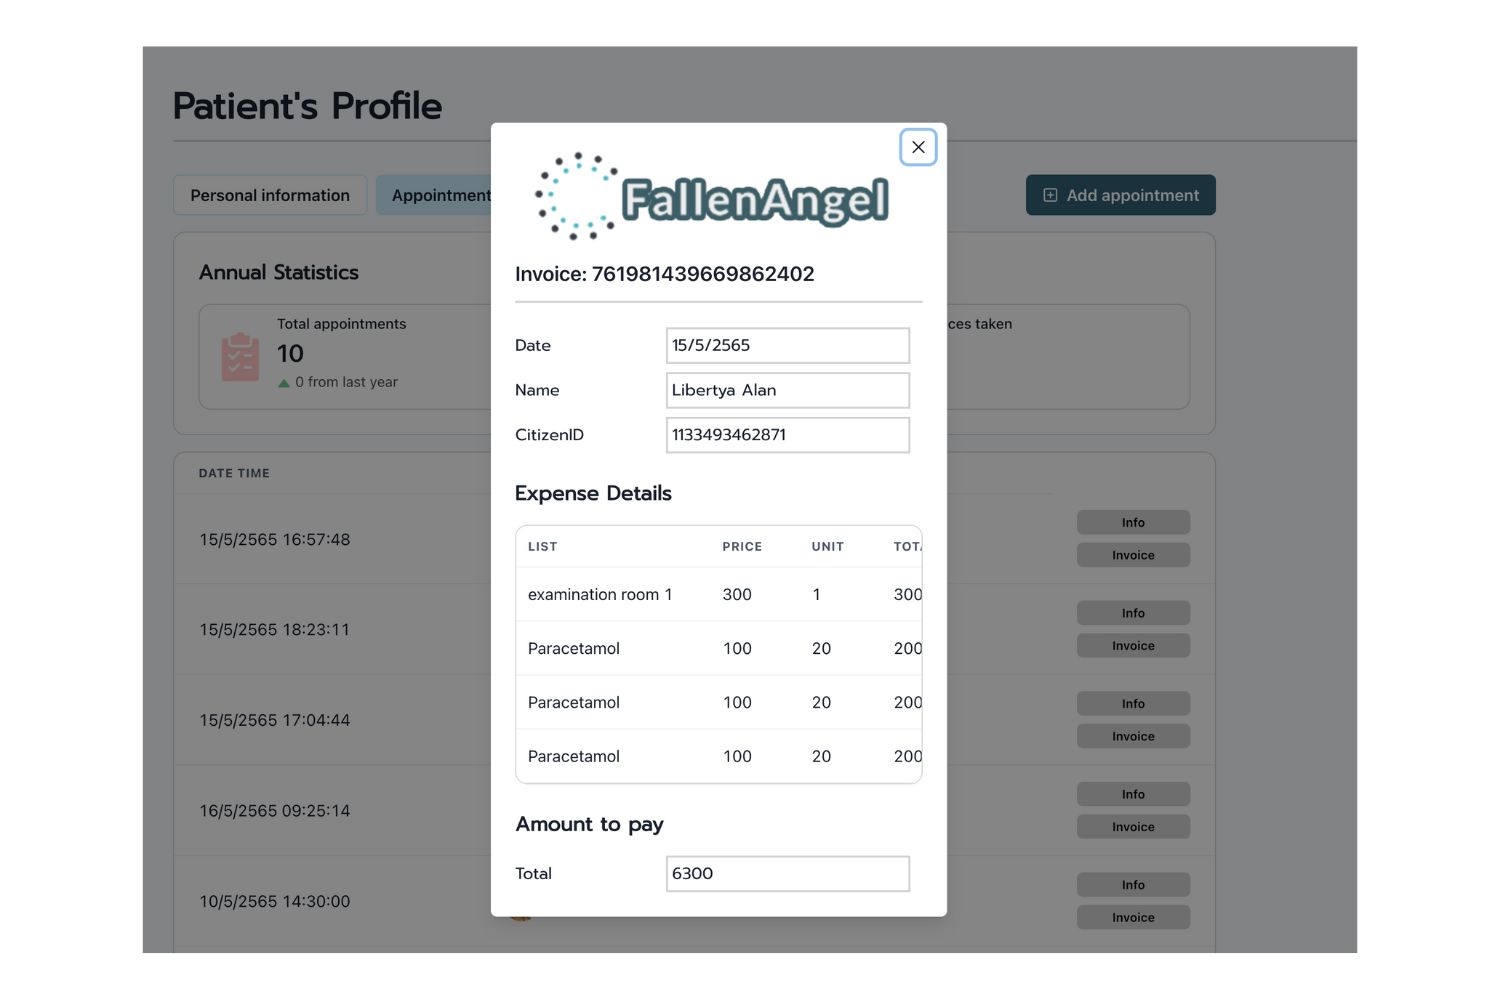 Patient's Profile
Personal information
Appointment
Add appointment
Annual Statistics
Total appointments
10
0 from last year
ces taken
DATE TIME
15/5/2565 16:57:48
Info
Invoice
15/5/2565 18:23:11
Info
Invoice
15/5/2565 17:04:44
Info
Invoice
16/5/2565 09:25:14
Info
Invoice
10/5/2565 14:30:00
Info
Invoice
FallenAngel
Invoice: 761981439669862402
Date 15/5/2565
Name Libertya Alan
CitizenID 1133493462871
Expense Details
LIST PRICE UNIT TOTA
examination room 1 300 1 300
Paracetamol 100 20 200
Paracetamol 100 20 200
Paracetamol 100 20 200
Amount to pay
Total 6300